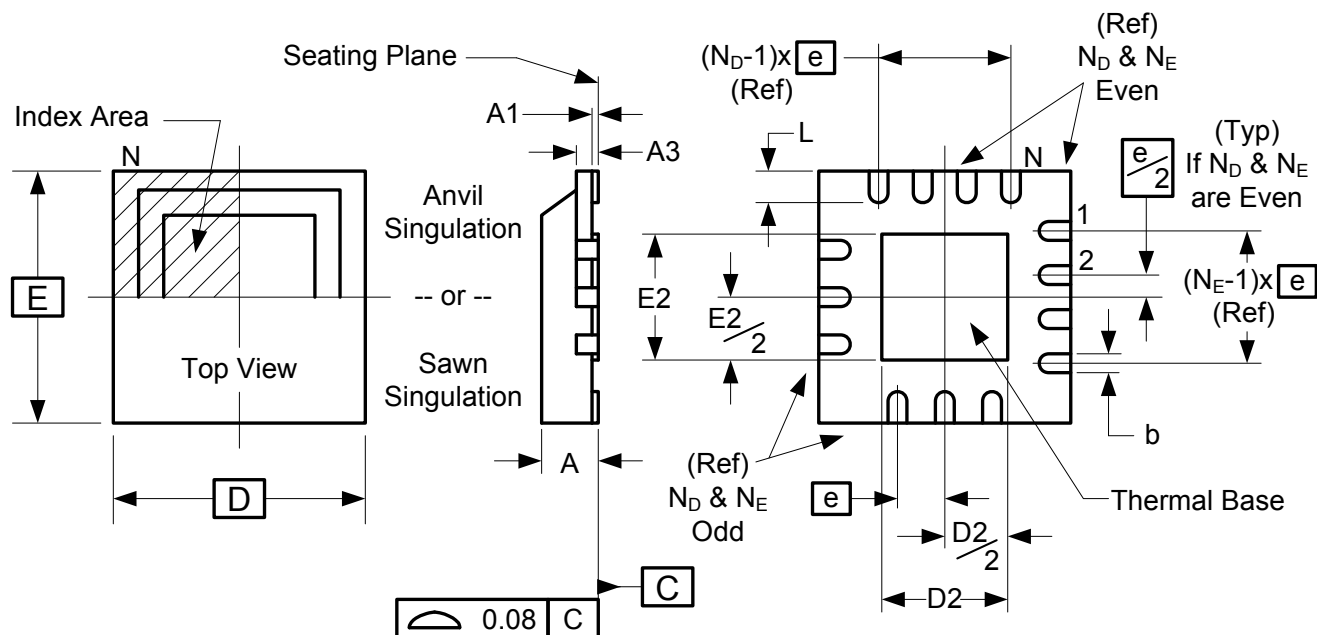 Seating Plane
Index Area
N
A1
A3
L
(N_D-1)x e
(Ref)
(Ref)
N_D & N_E
Even
N
e/2
(Typ)
If N_D & N_E
are Even
Anvil
Singulation
-- or --
Sawn
Singulation
E
Top View
D
A
E2
E2/2
1
2
(N_E-1)x e
(Ref)
b
(Ref)
N_D & N_E
Odd
e
Thermal Base
D2/2
D2
C
0.08 C